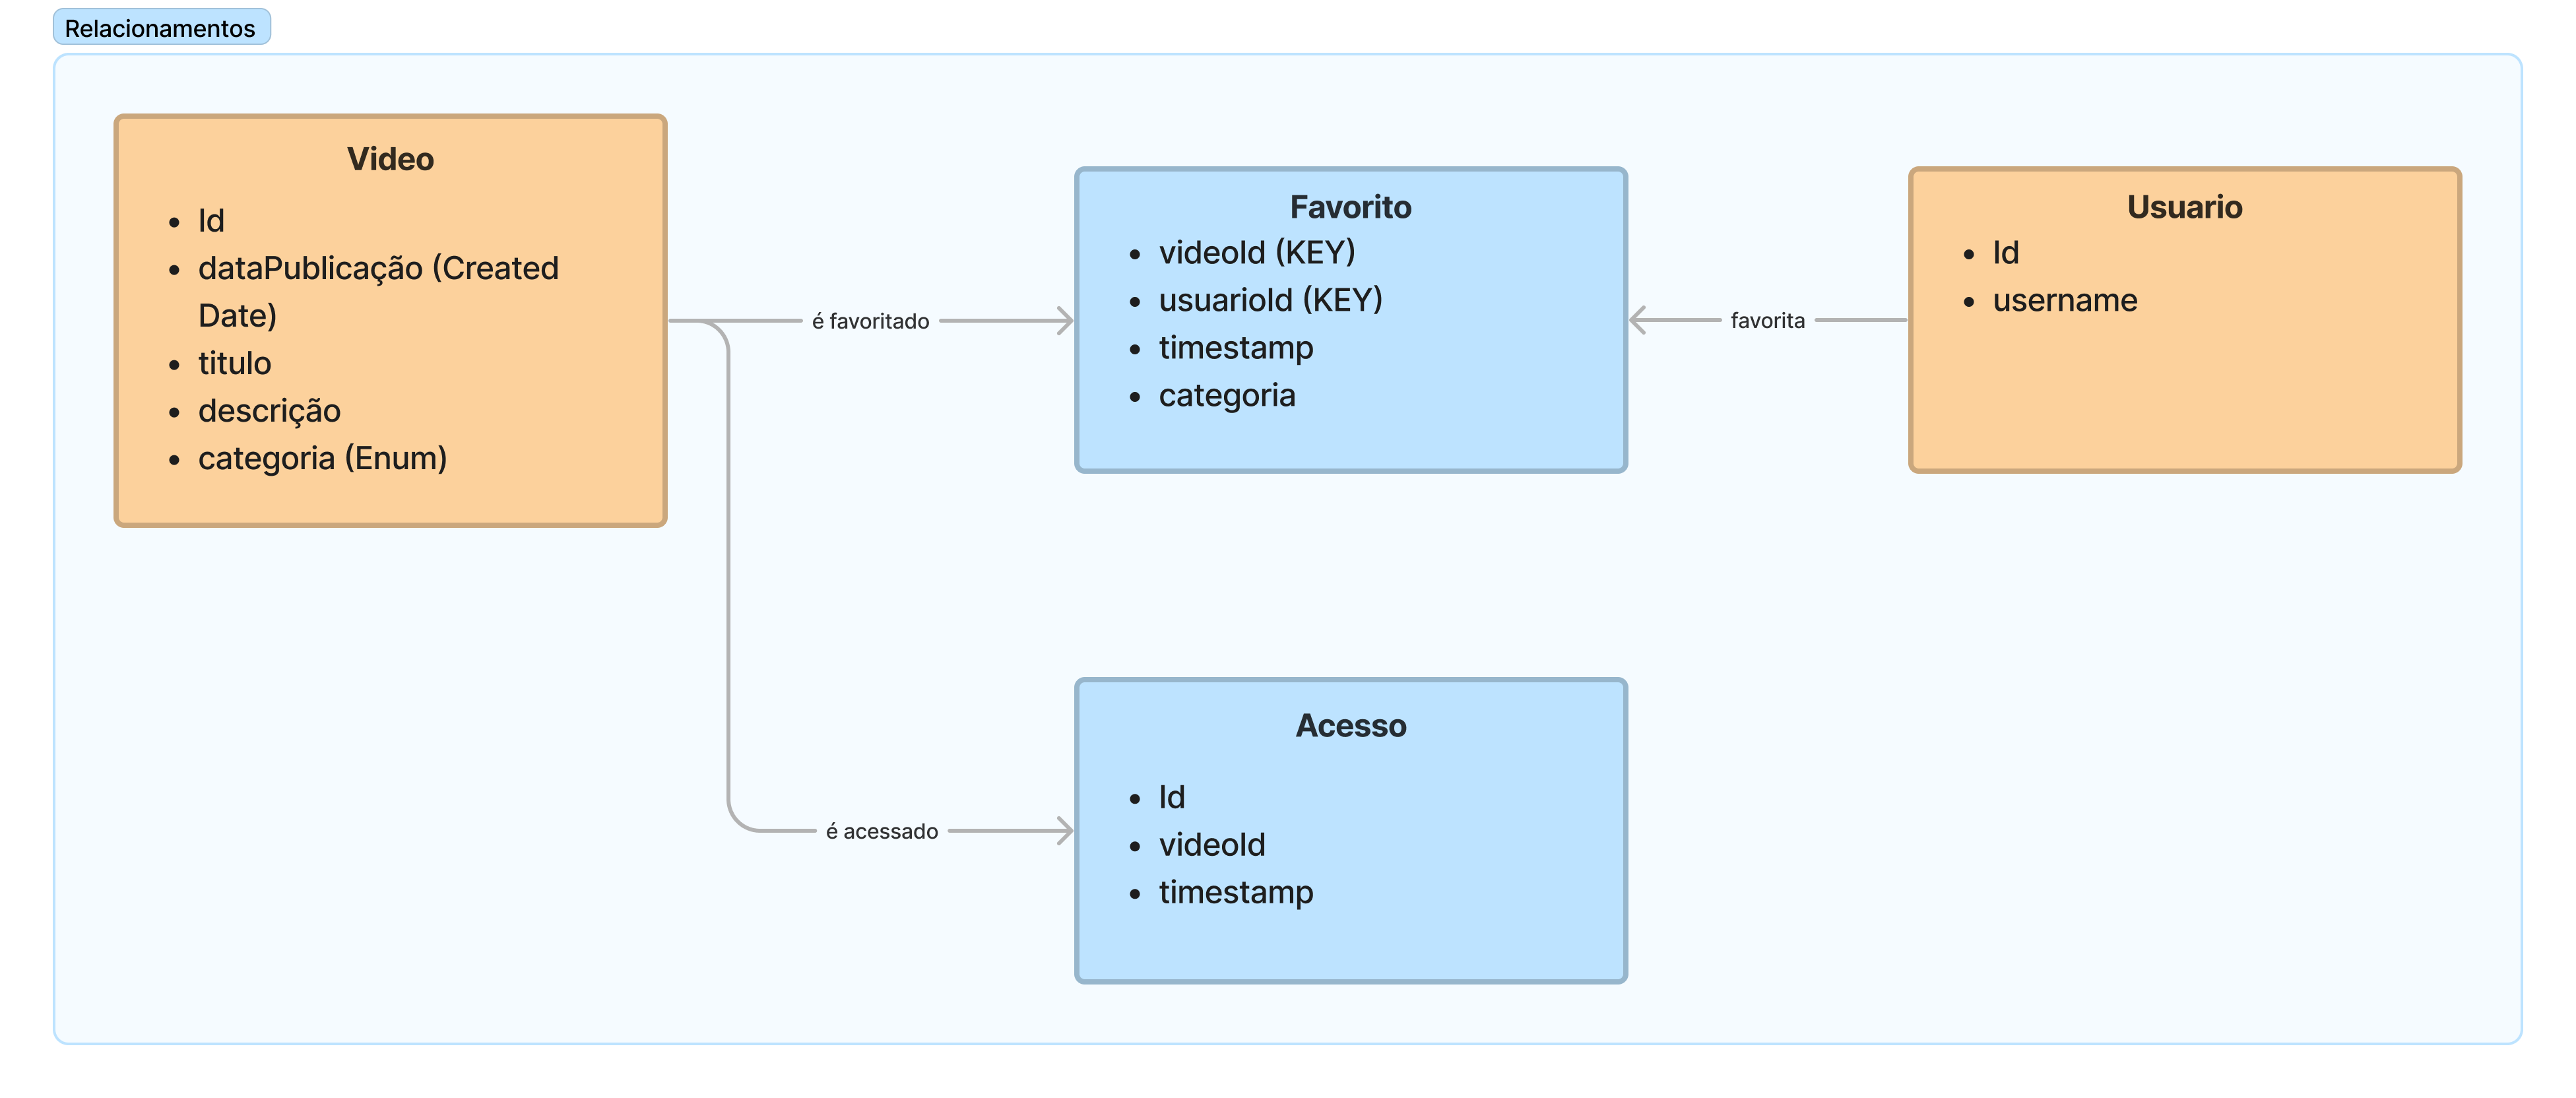 Relacionamentos
Video
Id
dataPublicação (Created
Date)
titulo
descrição
categoria (Enum)
é favoritado
Favorito
videoId (KEY)
usuarioId (KEY)
timestamp
categoria
favorita
Usuario
Id
username
é acessado
Acesso
Id
videoId
timestamp